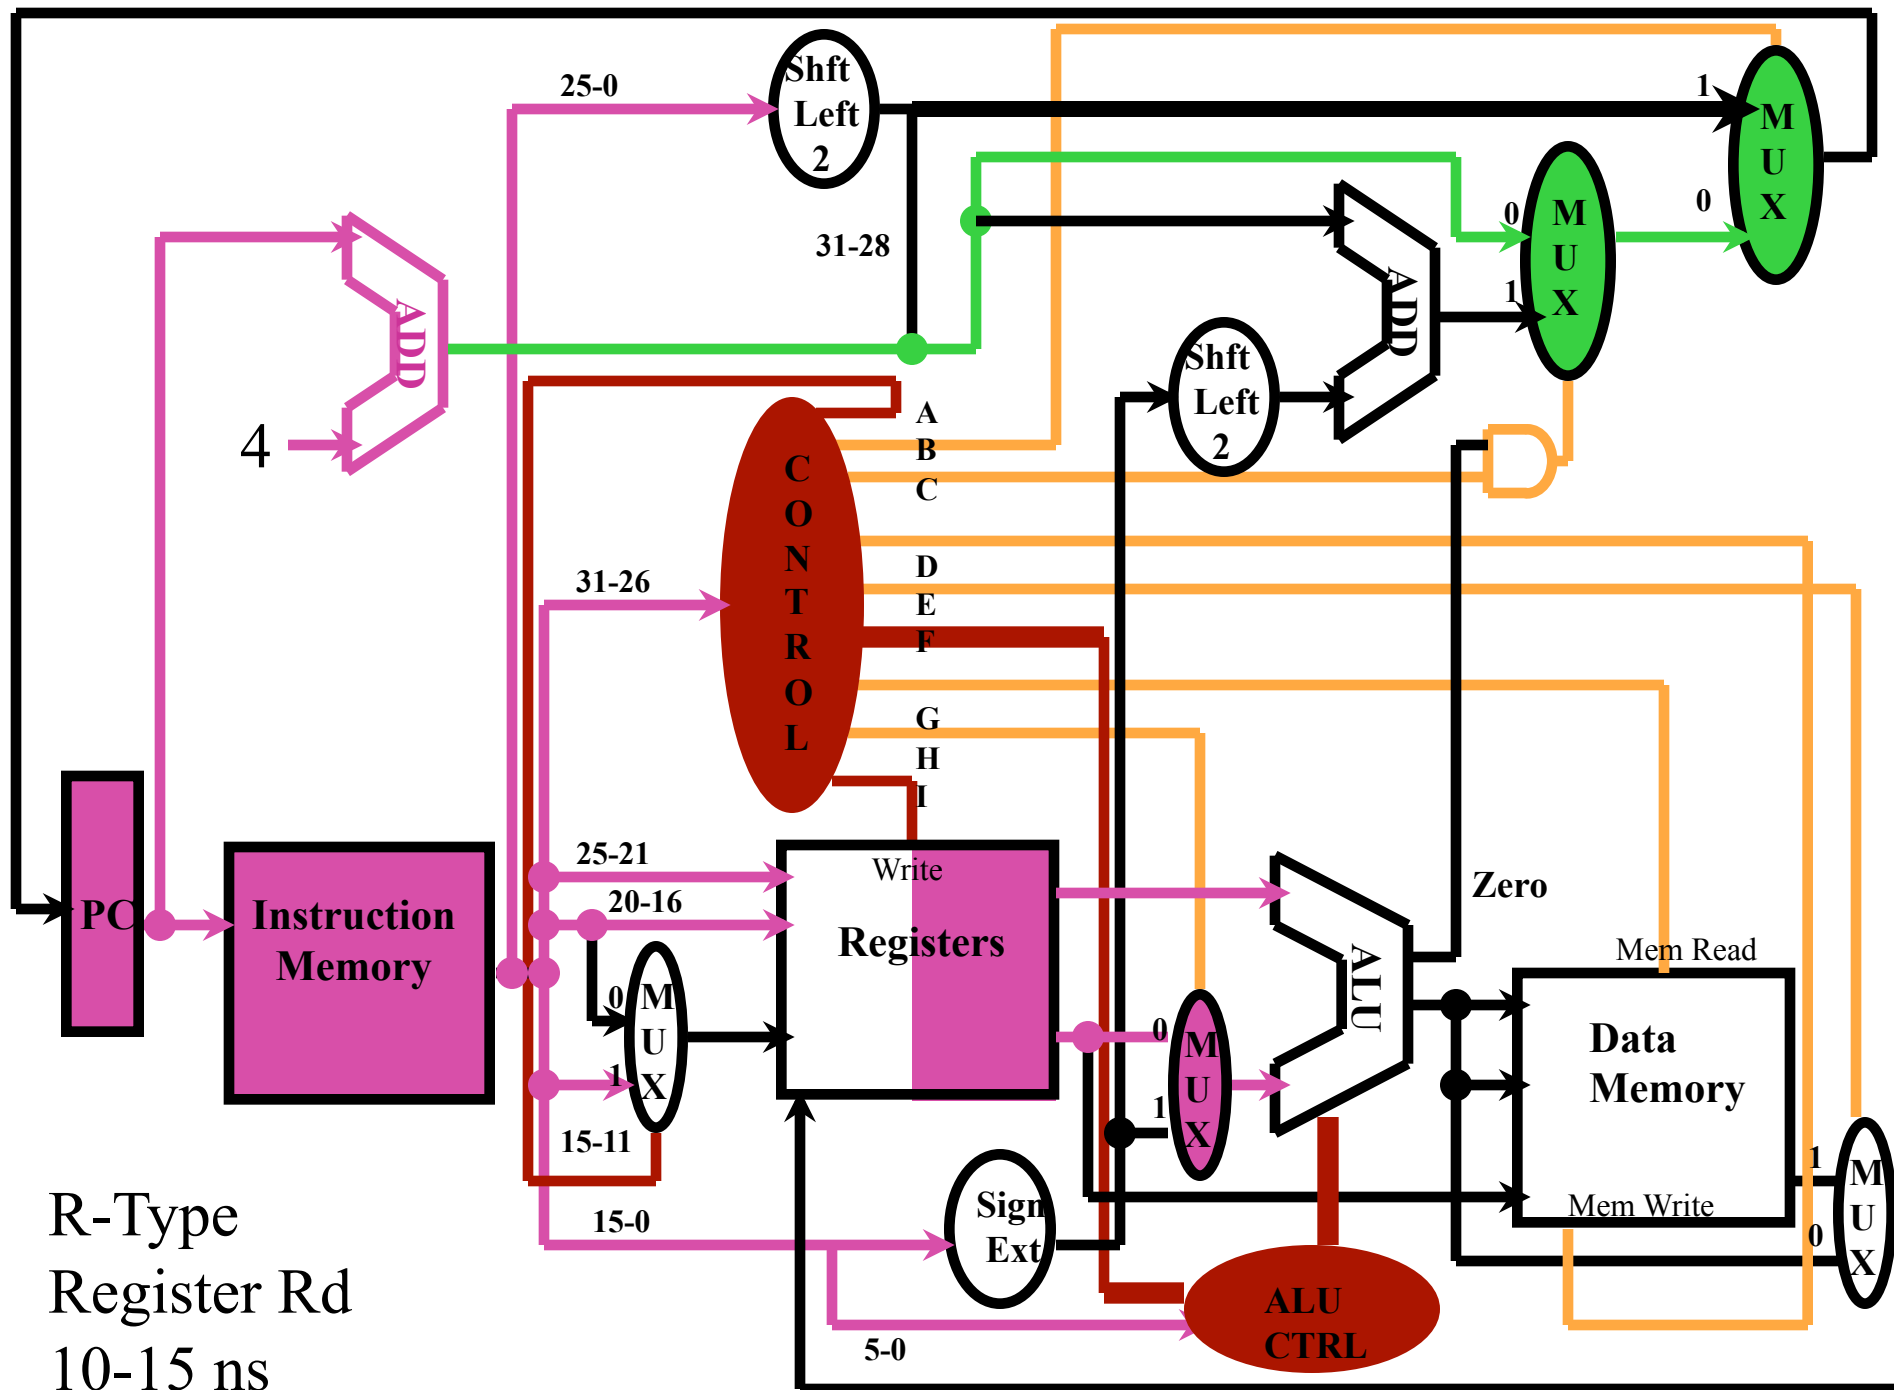 25-0
Shft
Left
2
1
M
U
X
0
M
U
X
0
1
31-28
ADD
4
ADD
Shft
Left
2
A
B
C
D
E
F
G
H
I
C
O
N
T
R
O
L
31-26
25-21
20-16
Write
Registers
PC
Instruction
Memory
0
M
U
X
1
15-11
15-0
Sign
Ext
5-0
0
M
U
X
1
ALU
Zero
Mem Read
Data
Memory
Mem Write
1
M
U
X
0
ALU
CTRL
R-Type
Register Rd
10-15 ns